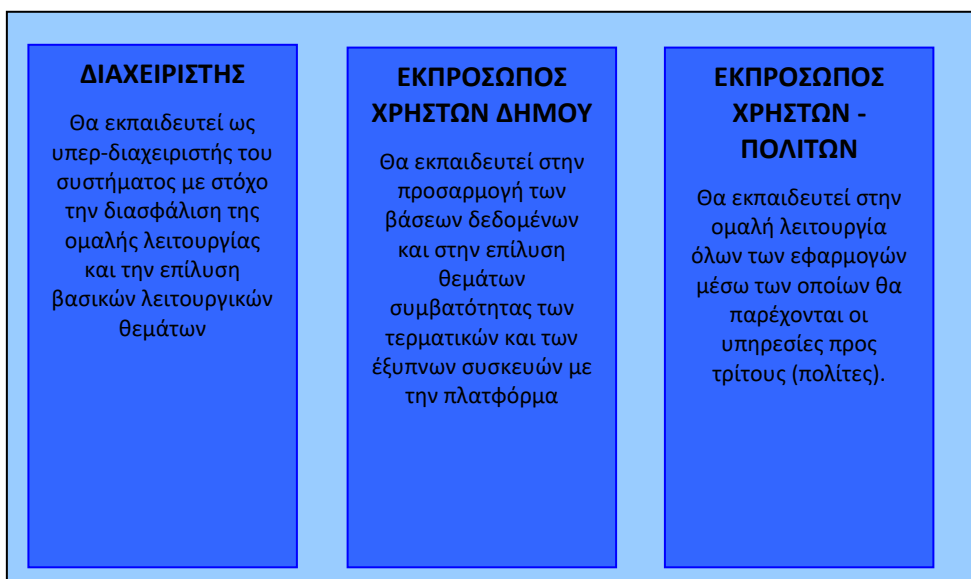 ΔΙΑΧΕΙΡΙΣΤΗΣ
Θα εκπαιδευτεί ως
υπερ-διαχειριστής του
συστήματος με στόχο
την διασφάλιση της
ομαλής λειτουργίας
και την επίλυση
βασικών λειτουργικών
θεμάτων
ΕΚΠΡΟΣΩΠΟΣ
ΧΡΗΣΤΩΝ ΔΗΜΟΥ
Θα εκπαιδευτεί στην
προσαρμογή των
βάσεων δεδομένων
και στην επίλυση
θεμάτων
συμβατότητας των
τερματικών και των
έξυπνων συσκευών με
την πλατφόρμα
ΕΚΠΡΟΣΩΠΟΣ
ΧΡΗΣΤΩΝ -
ΠΟΛΙΤΩΝ
Θα εκπαιδευτεί στην
ομαλή λειτουργία
όλων των εφαρμογών
μέσω των οποίων θα
παρέχονται οι
υπηρεσίες προς
τρίτους (πολίτες).